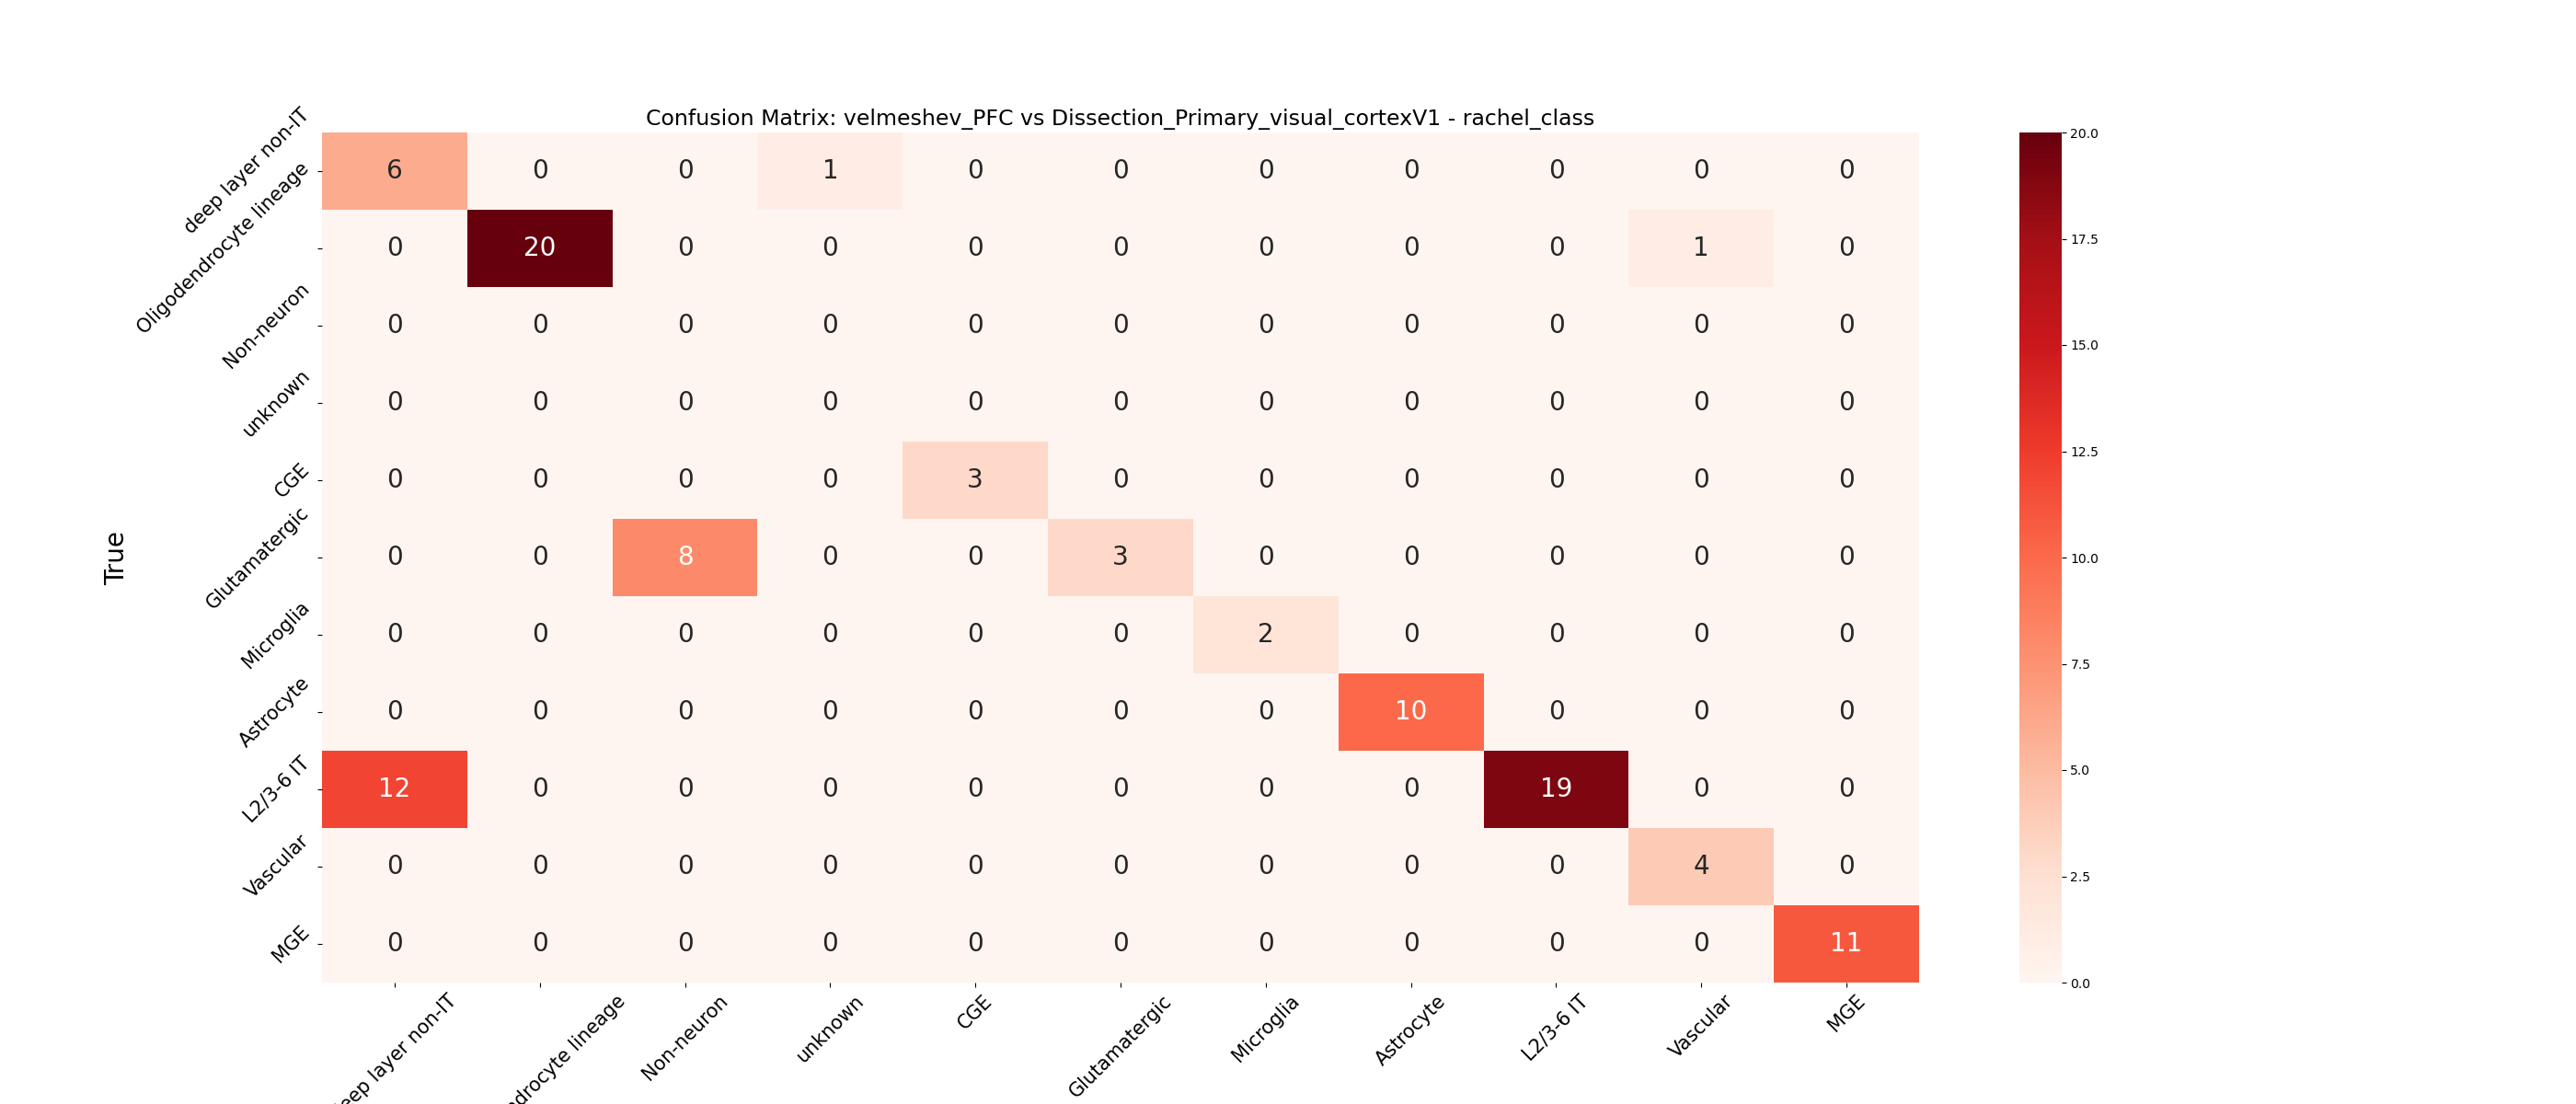 Confusion Matrix: velmeshev_PFC vs Dissection_Primary_visual_cortexV1 - rachel_class
True
deep layer non-IT 6 0 0 1 0 0 0 0 0 0 0
Oligodendrocyte lineage 0 20 0 0 0 0 0 0 0 1 0
Non-neuron 0 0 0 0 0 0 0 0 0 0 0
unknown 0 0 0 0 0 0 0 0 0 0 0
CGE 0 0 0 0 3 0 0 0 0 0 0
Glutamatergic 0 0 8 0 0 3 0 0 0 0 0
Microglia 0 0 0 0 0 0 2 0 0 0 0
Astrocyte 0 0 0 0 0 0 0 10 0 0 0
L2/3-6 IT 12 0 0 0 0 0 0 0 19 0 0
Vascular 0 0 0 0 0 0 0 0 0 4 0
MGE 0 0 0 0 0 0 0 0 0 0 11
layer non-IT
lineage
Non-neuron
unknown
CGE
Glutamatergic
Microglia
Astrocyte
L2/3-6 IT
Vascular
MGE
20.0
17.5
15.0
12.5
10.0
7.5
5.0
2.5
0.0